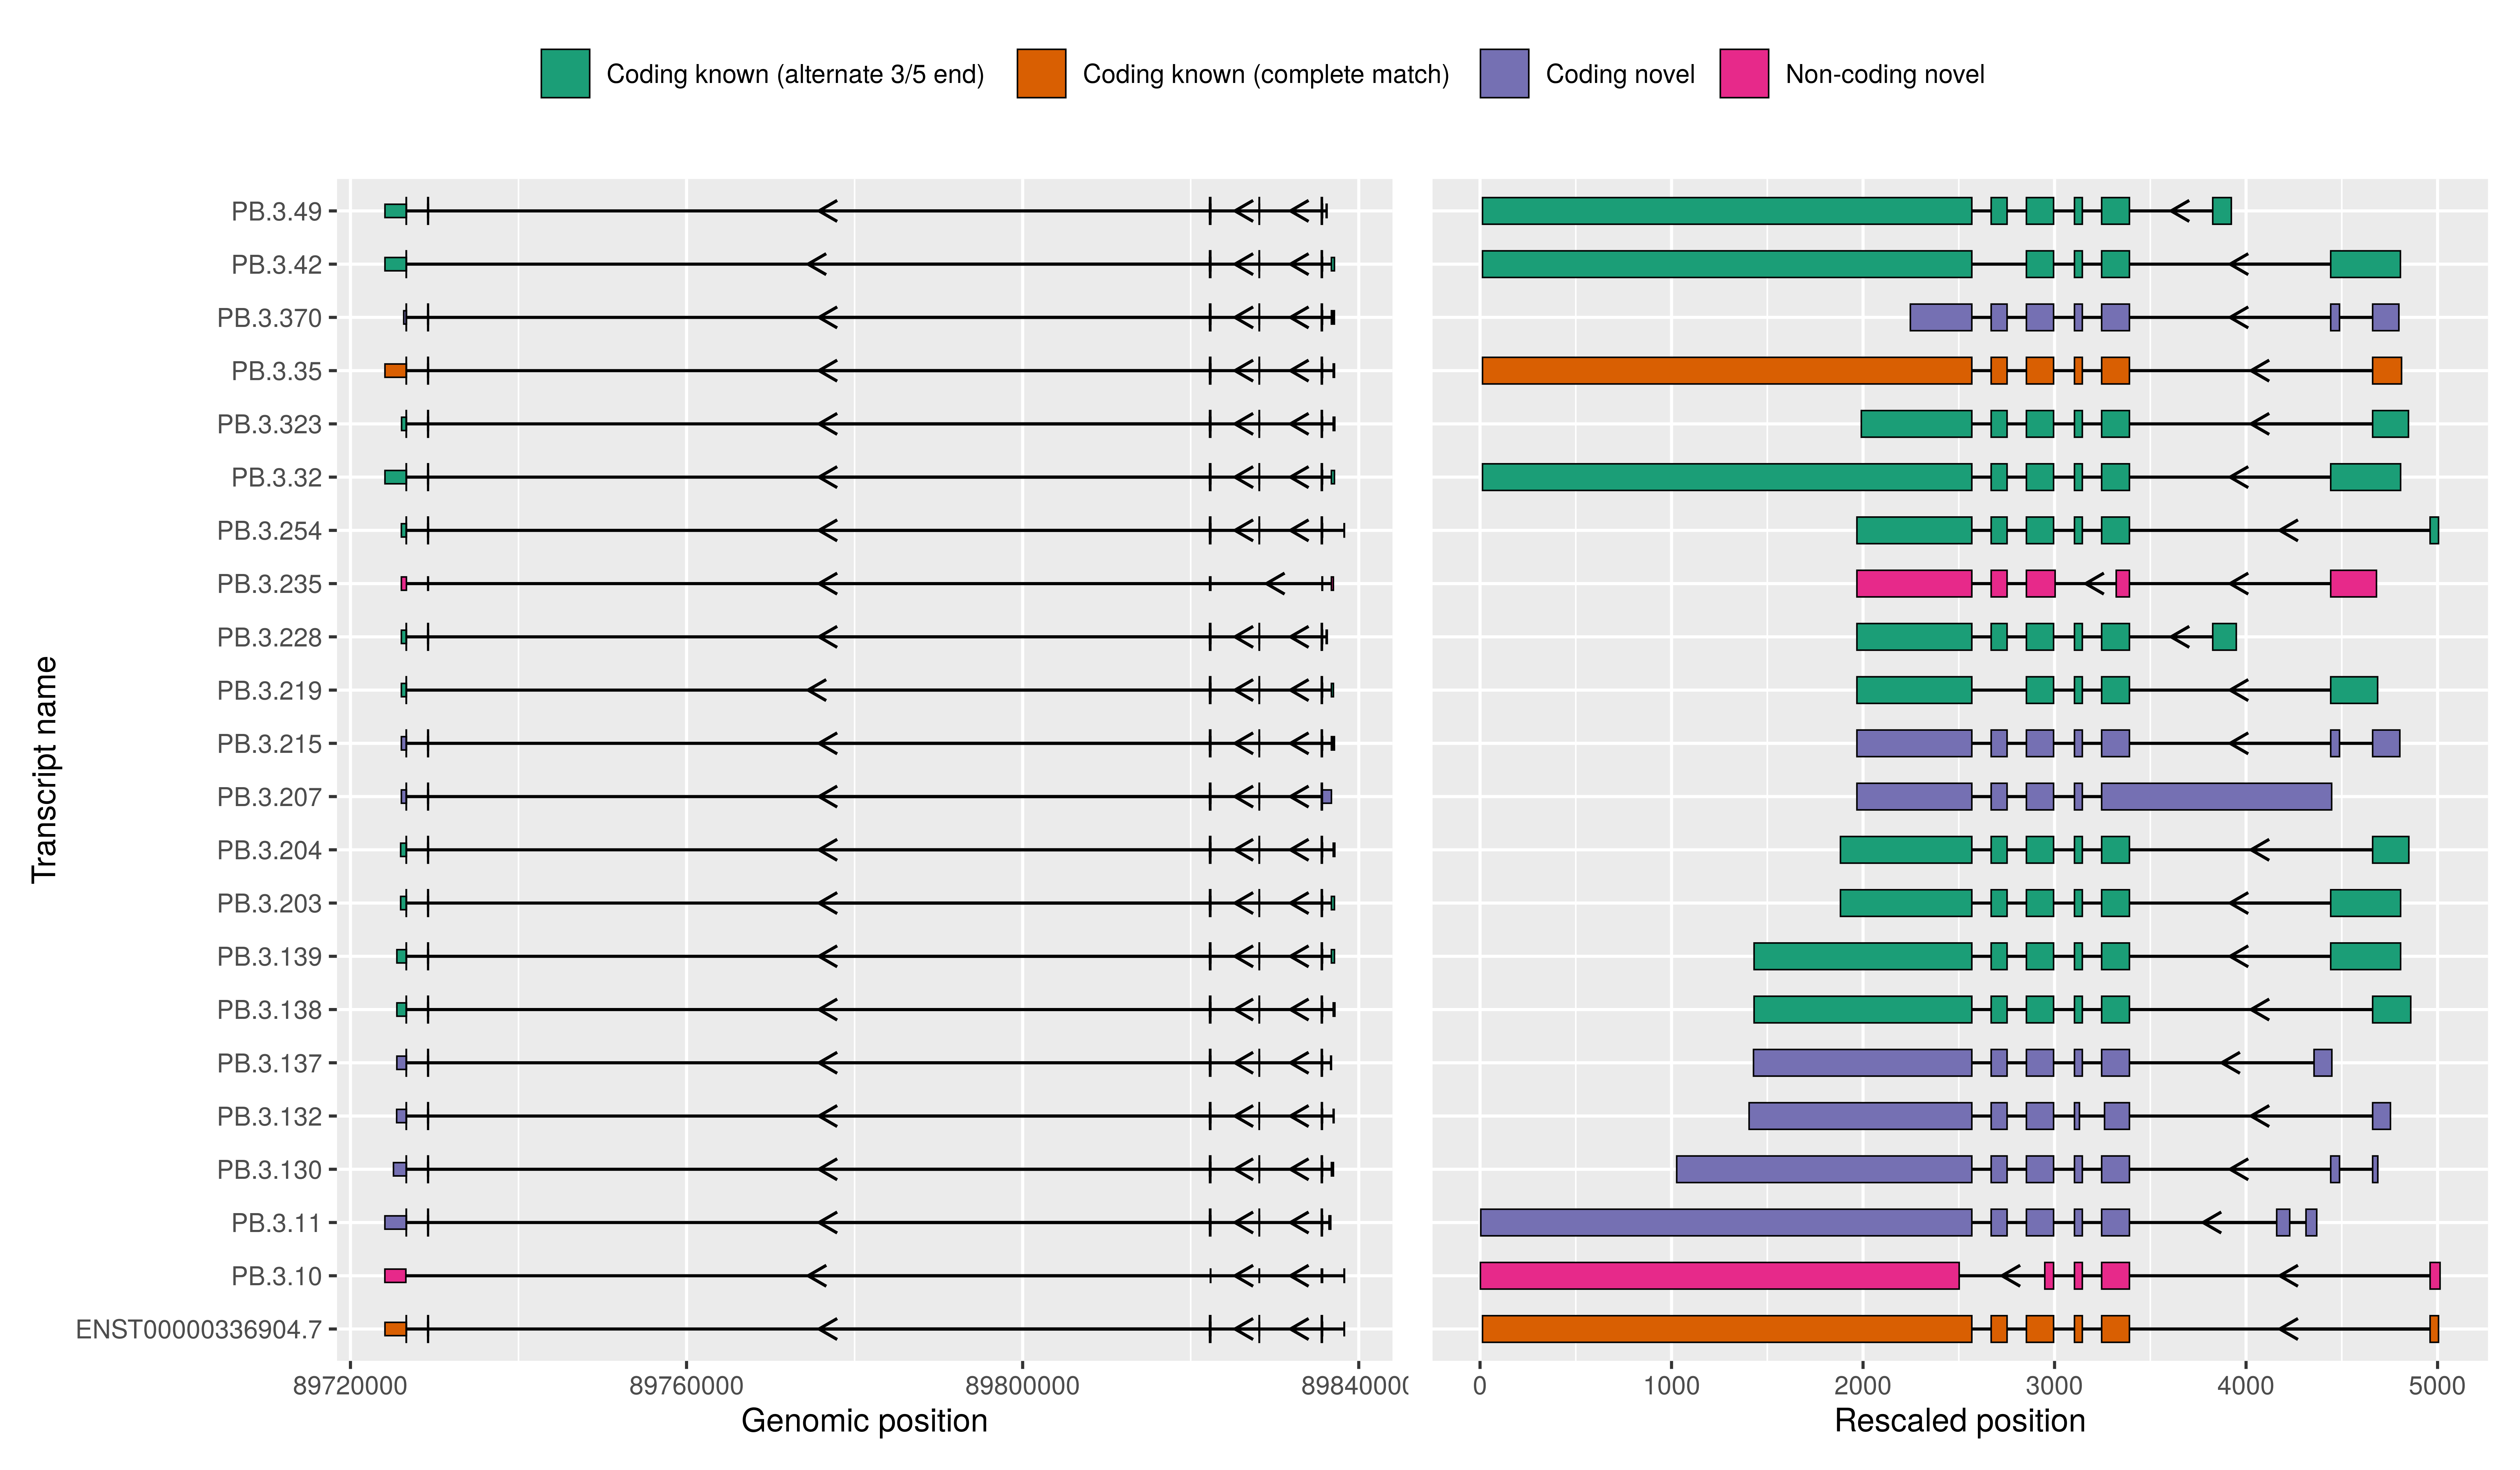 Coding known (alternate 3/5 end) Coding known (complete match) Coding novel Non-coding novel
Transcript name
PB.3.49
PB.3.42
PB.3.370
PB.3.35
PB.3.323
PB.3.32
PB.3.254
PB.3.235
PB.3.228
PB.3.219
PB.3.215
PB.3.207
PB.3.204
PB.3.203
PB.3.139
PB.3.138
PB.3.137
PB.3.132
PB.3.130
PB.3.11
PB.3.10
ENST00000336904.7
89720000 89760000 89800000 8984000 0 1000 2000 3000 4000 5000
Genomic position Rescaled position